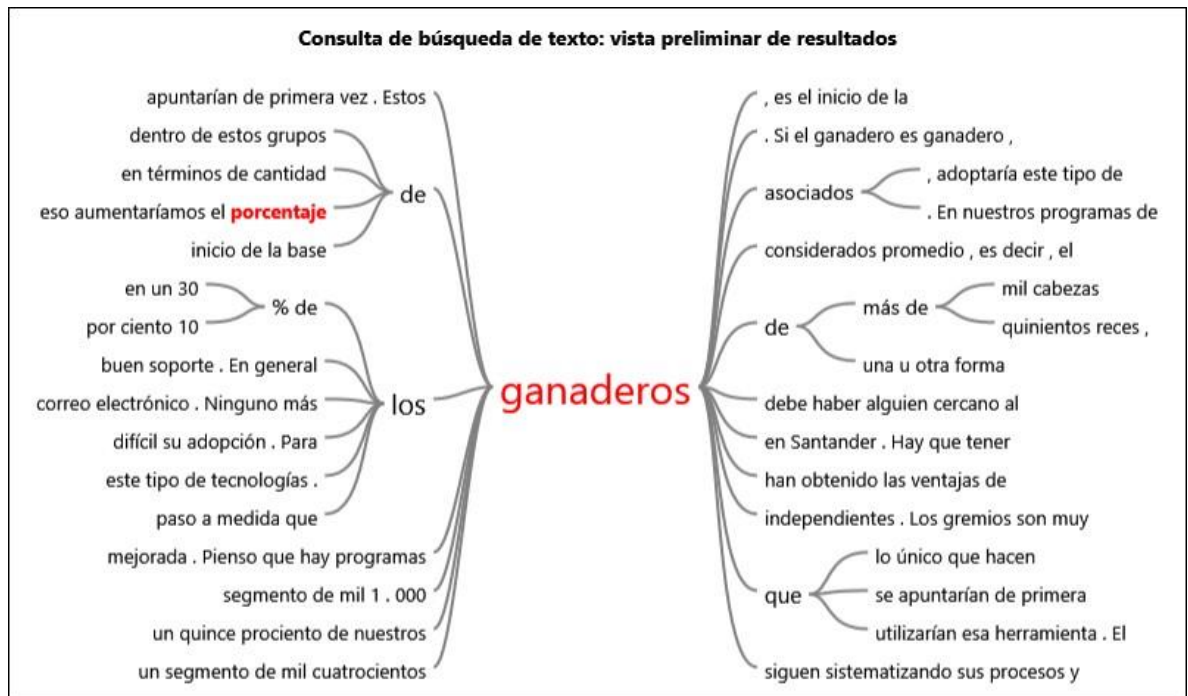 Consulta de búsqueda de texto: vista preliminar de resultados
apuntarían de primera vez . Estos
dentro de estos grupos
en términos de cantidad
eso aumentaríamos el porcentaje
inicio de la base
de
en un 30
por ciento 10
% de
buen soporte . En general
correo electrónico . Ninguno más
difícil su adopción . Para
este tipo de tecnologías .
paso a medida que
los
mejorada . Pienso que hay programas
segmento de mil 1 . 000
un quince prociento de nuestros
un segmento de mil cuatrocientos
ganaderos
, es el inicio de la
. Si el ganadero es ganadero ,
asociados
, adoptaría este tipo de
. En nuestros programas de
considerados promedio , es decir , el
de
más de
mil cabezas
quinientos reces ,
una u otra forma
debe haber alguien cercano al
en Santander . Hay que tener
han obtenido las ventajas de
independientes . Los gremios son muy
que
lo único que hacen
se apuntarían de primera
utilizarían esa herramienta . El
siguen sistematizando sus procesos y